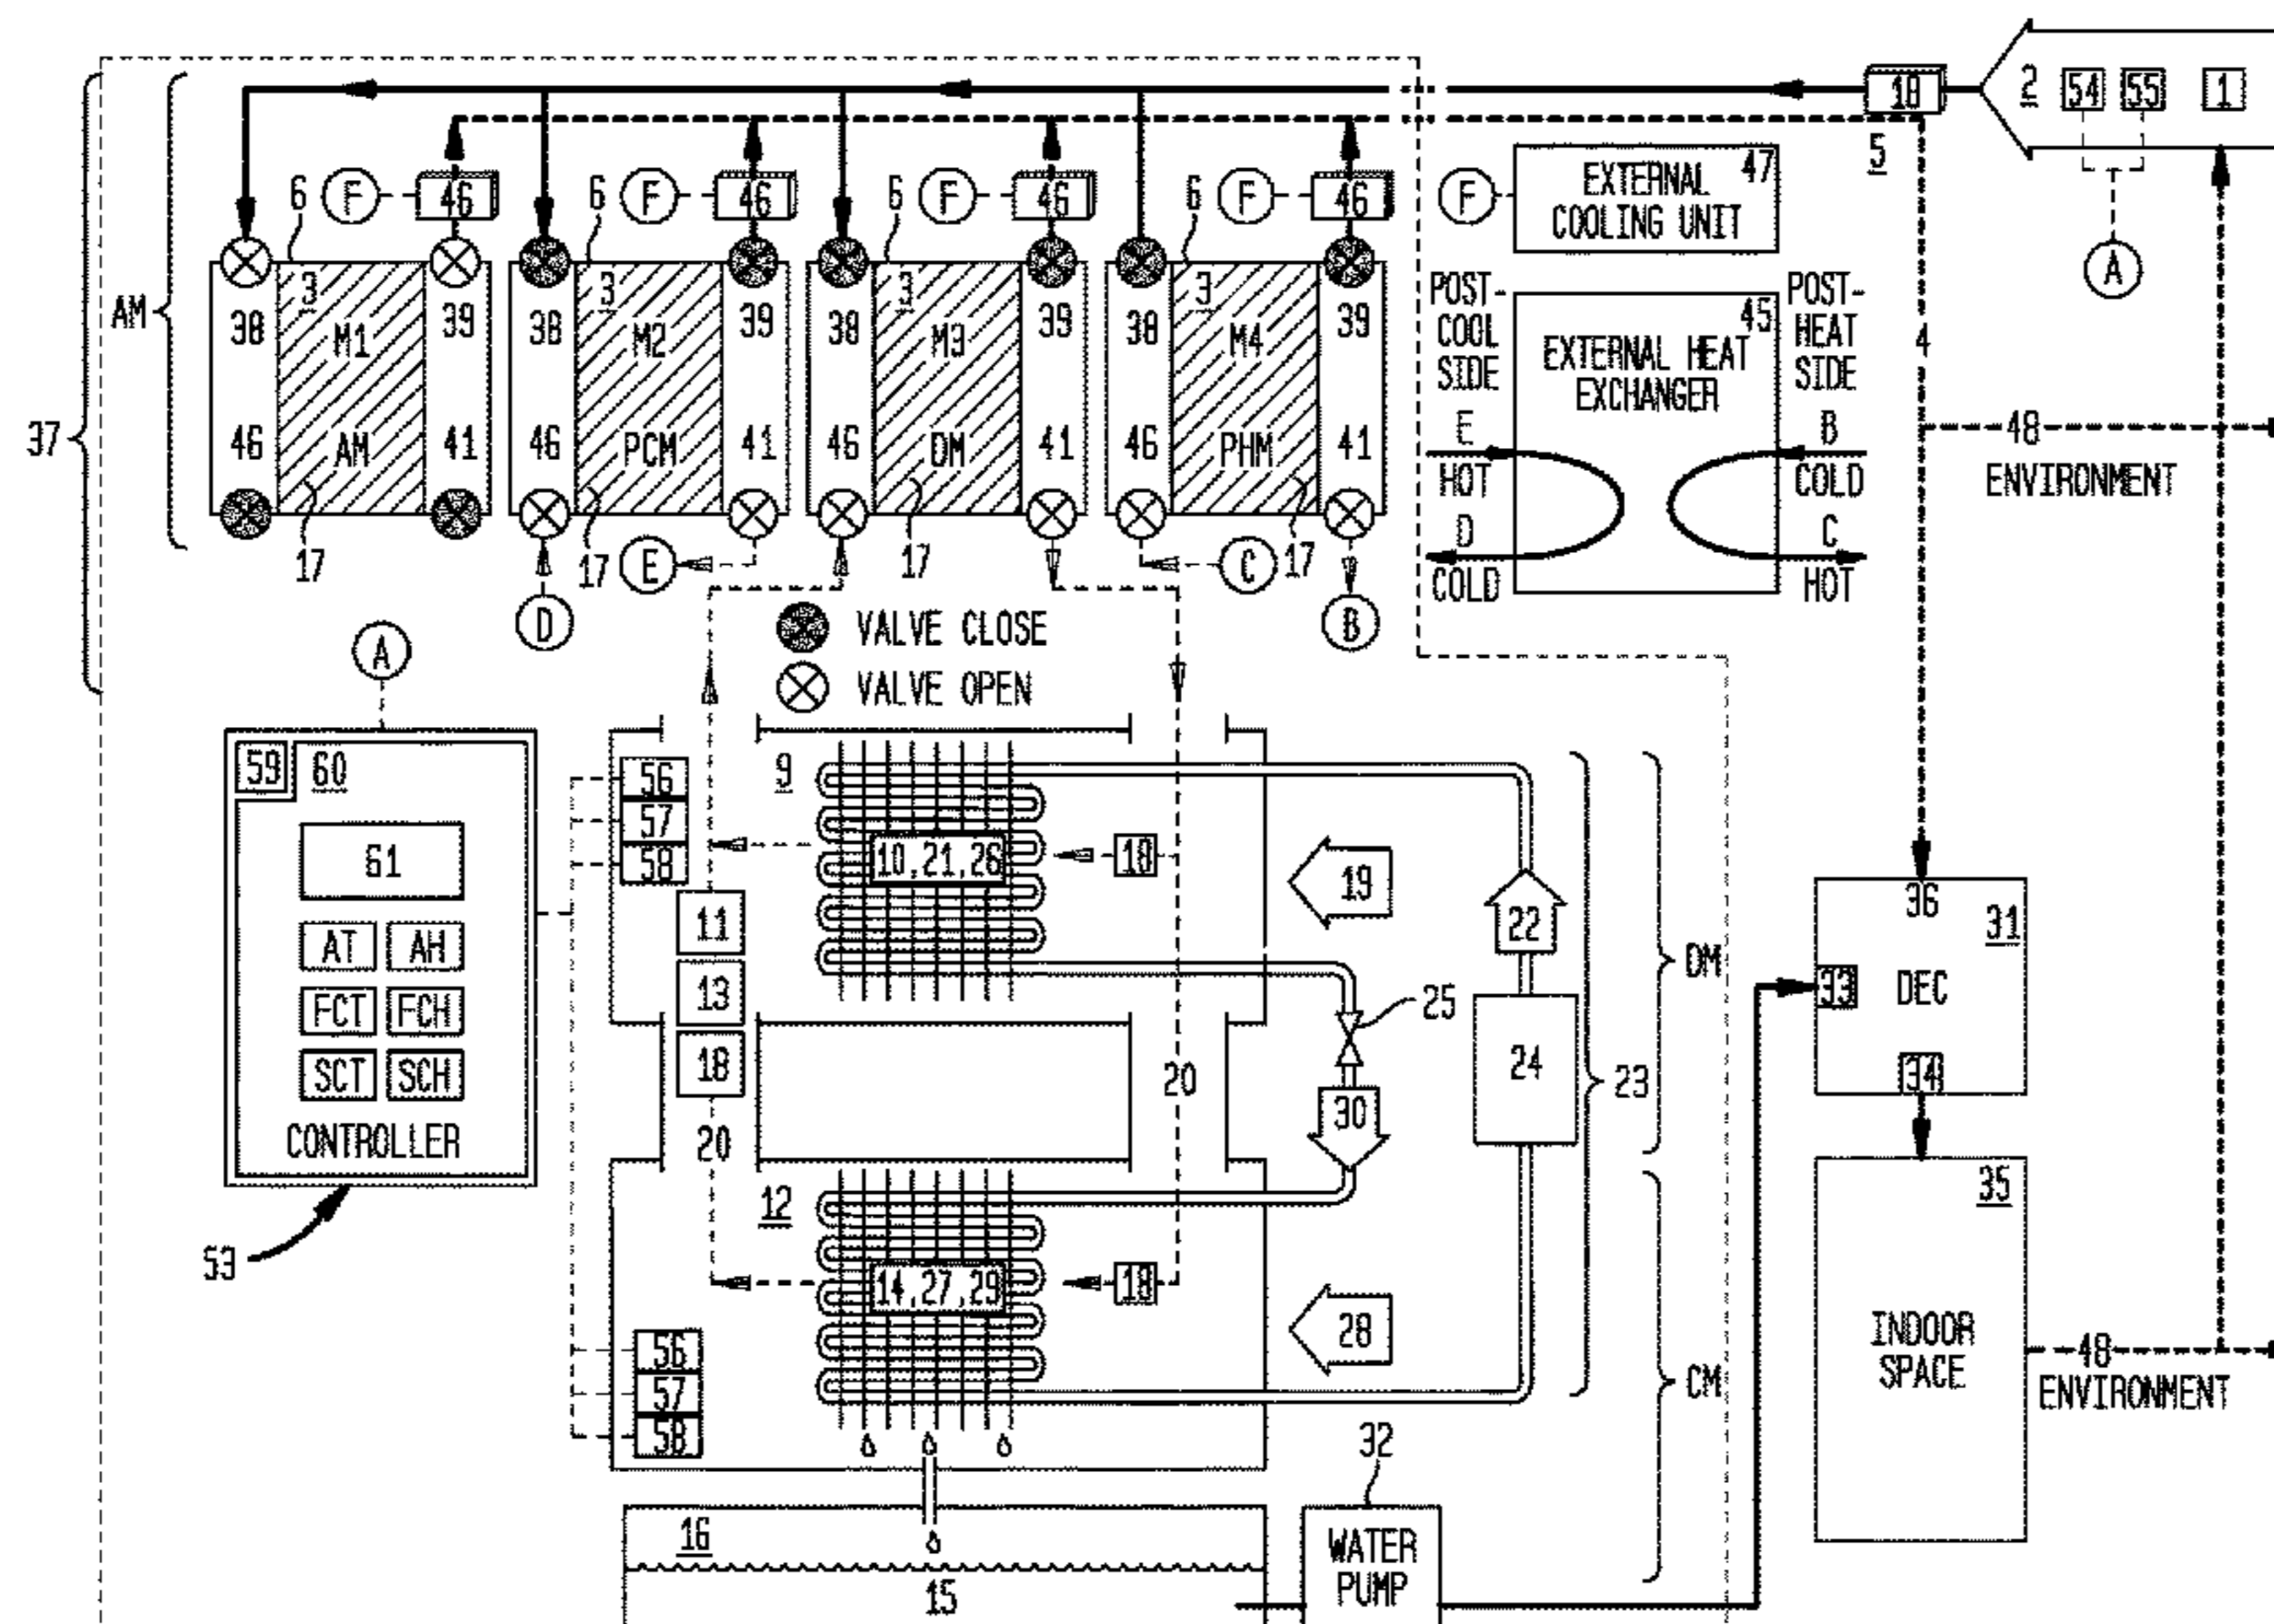 2 54 55 1
18
5
A
37
AM
6 F 46 6 F 46 6 F 46 6 F 46
F EXTERNAL COOLING UNIT 47
3 3 3 3
38 M1 39 38 M2 39 38 M3 39 38 M4 39
46 AM 41 46 PCM 41 46 DM 41 46 PHM 41
17 17 17 17
D E C B
POST-
COOL
SIDE
E
HOT
D
COLD
45
EXTERNAL HEAT
EXCHANGER
POST-
HEAT
SIDE
B
COLD
C
HOT
4
48
ENVIRONMENT
VALVE CLOSE
VALVE OPEN
A
59 60
61
AT AH
FCT FCH
SCT SCH
CONTROLLER
53
56
57
58
9
10,21,26
18
19
11
13
18
20
20
22
24
25
30
23
DM
12
14,27,29
18
28
56
57
58
CM
36
31
33 DEC
34
35
INDOOR
SPACE
48
ENVIRONMENT
32
WATER
PUMP
16
15